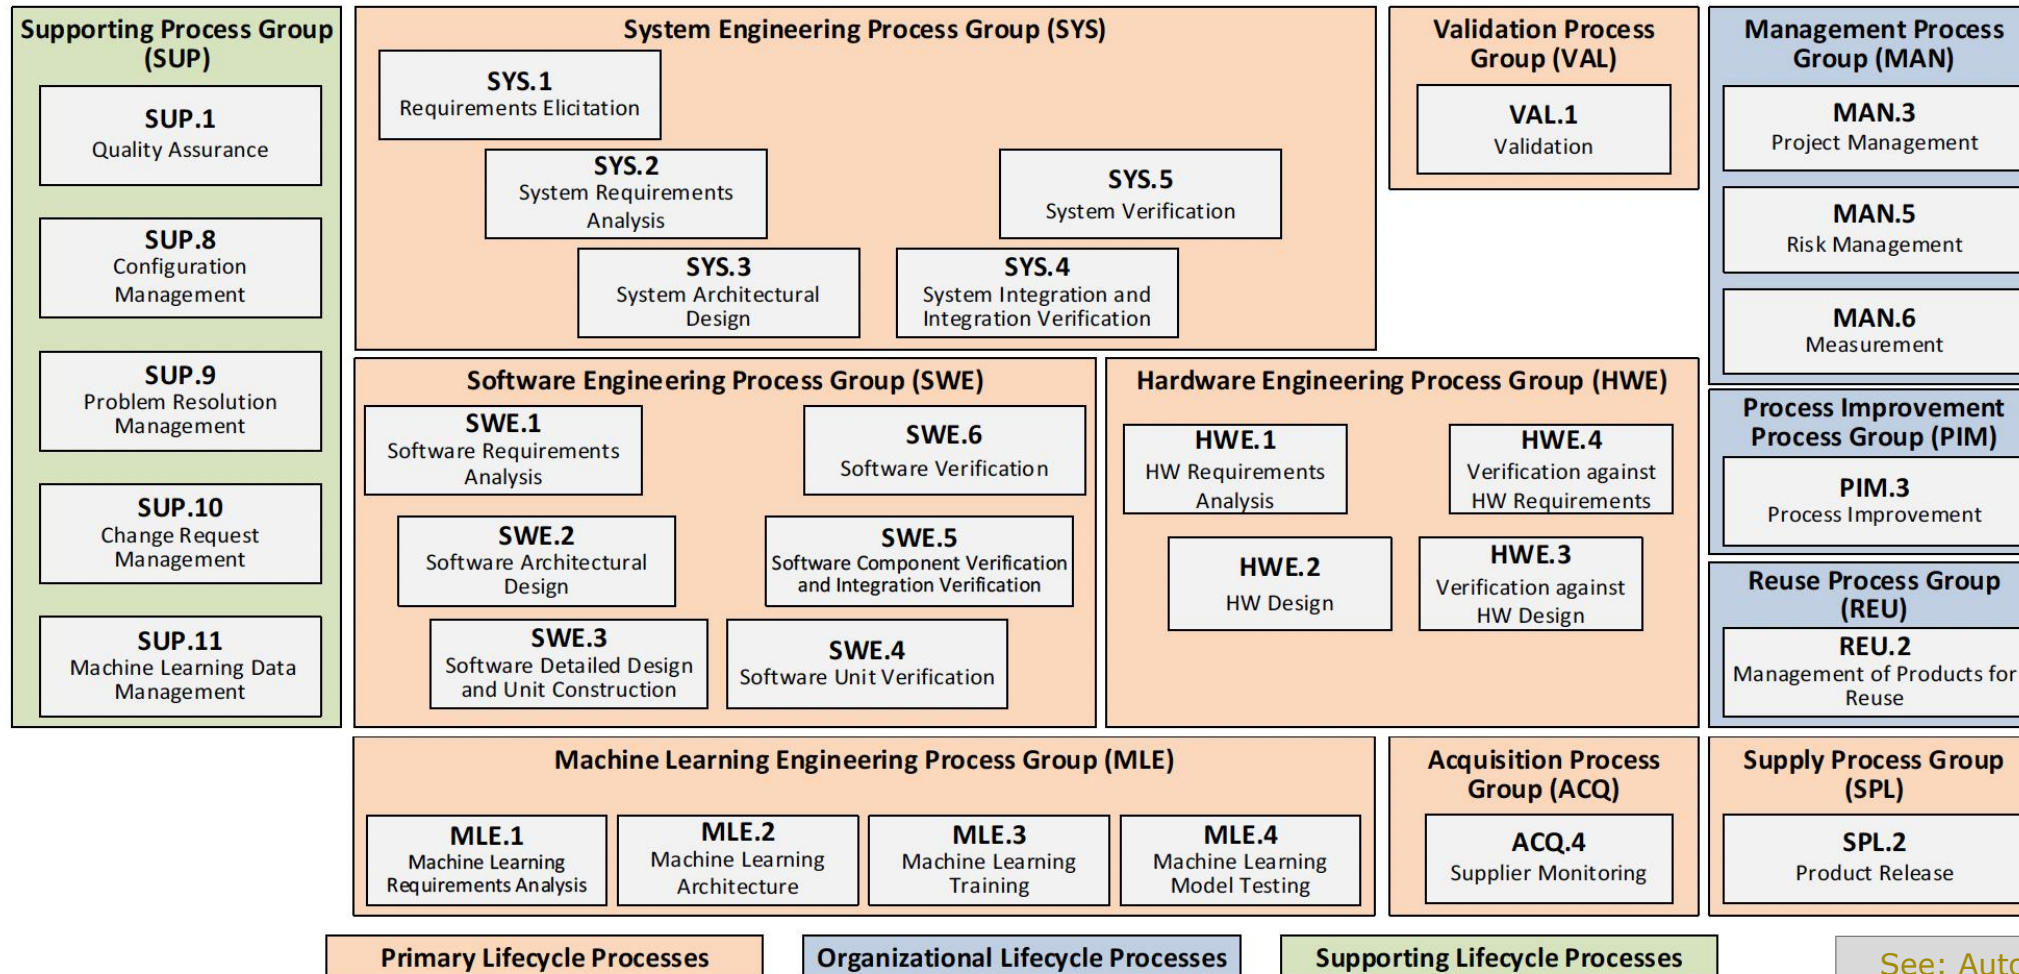 Supporting Process Group
(SUP)
SUP.1
Quality Assurance
SUP.8
Configuration
Management
SUP.9
Problem Resolution
Management
SUP.10
Change Request
Management
SUP.11
Machine Learning Data
Management
System Engineering Process Group (SYS)
SYS.1
Requirements Elicitation
SYS.2
System Requirements
Analysis
SYS.3
System Architectural
Design
SYS.4
System Integration and
Integration Verification
SYS.5
System Verification
Validation Process
Group (VAL)
VAL.1
Validation
Management Process
Group (MAN)
MAN.3
Project Management
MAN.5
Risk Management
MAN.6
Measurement
Software Engineering Process Group (SWE)
SWE.1
Software Requirements
Analysis
SWE.2
Software Architectural
Design
SWE.3
Software Detailed Design
and Unit Construction
SWE.4
Software Unit Verification
SWE.5
Software Component Verification
and Integration Verification
SWE.6
Software Verification
Hardware Engineering Process Group (HWE)
HWE.1
HW Requirements
Analysis
HWE.2
HW Design
HWE.3
Verification against
HW Design
HWE.4
Verification against
HW Requirements
Process Improvement
Process Group (PIM)
PIM.3
Process Improvement
Reuse Process Group
(REU)
REU.2
Management of Products for
Reuse
Machine Learning Engineering Process Group (MLE)
MLE.1
Machine Learning
Requirements Analysis
MLE.2
Machine Learning
Architecture
MLE.3
Machine Learning
Training
MLE.4
Machine Learning
Model Testing
Acquisition Process
Group (ACQ)
ACQ.4
Supplier Monitoring
Supply Process Group
(SPL)
SPL.2
Product Release
Primary Lifecycle Processes
Organizational Lifecycle Processes
Supporting Lifecycle Processes
See: